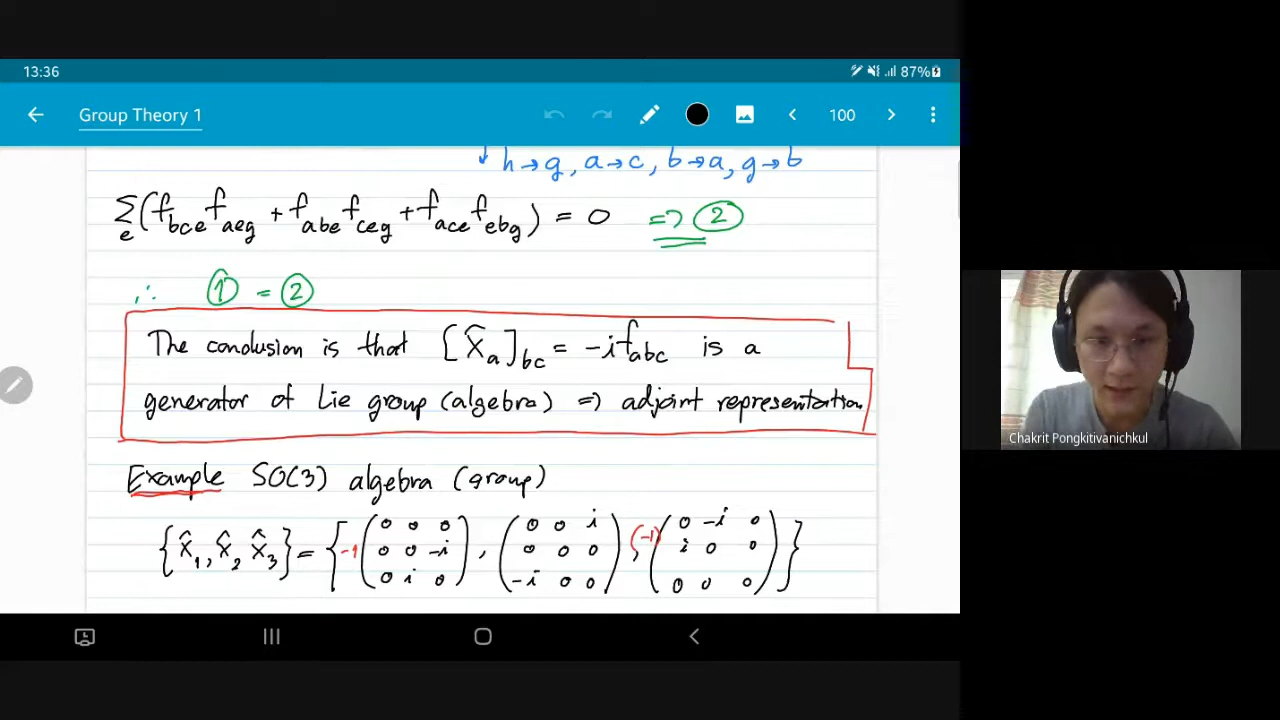 13:36
87%
Group Theory 1
100
↓ h→g, a→c, b→a, g→b
Σ_e (f_bce f_aeg + f_abe f_ceg + f_ace f_ebg) = 0 => ②
∴ ① = ②
The conclusion is that [X̂_a]_bc = -i f_abc is a
generator of Lie group (algebra) => adjoint representation
Example SO(3) algebra (group)
{X̂_1, X̂_2 X̂_3} = { -1 (0 0 0; 0 0 -i; 0 i 0), (0 0 i; 0 0 0; -i 0 0), (-1) (0 -i 0; i 0 0; 0 0 0) }
Chakrit Pongkitivanichkul